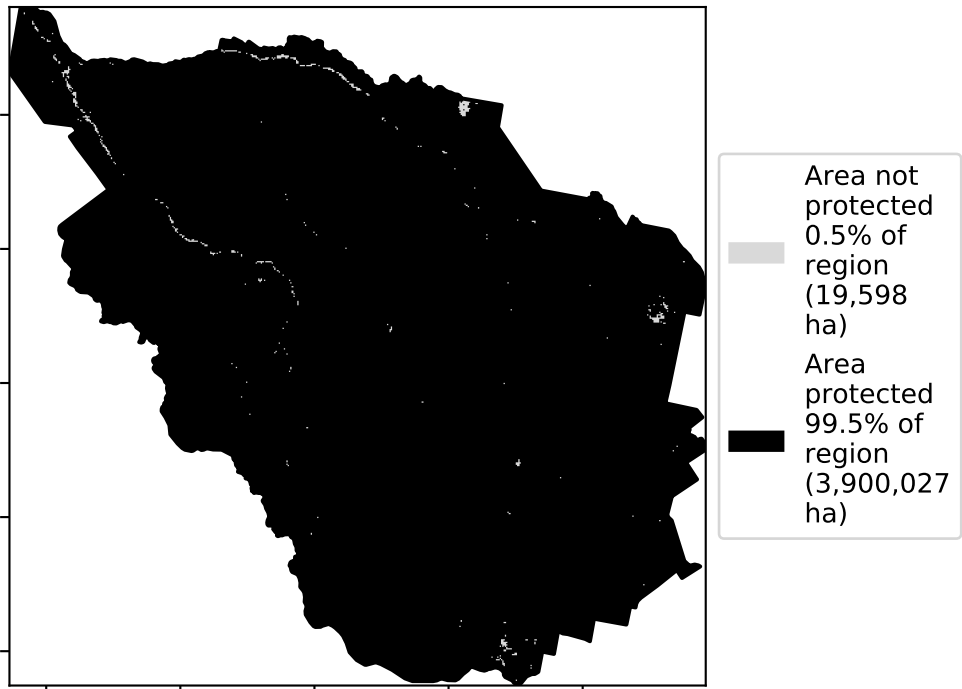 Area not
protected
0.5% of
region
(19,598
ha)
Area
protected
99.5% of
region
(3,900,027
ha)